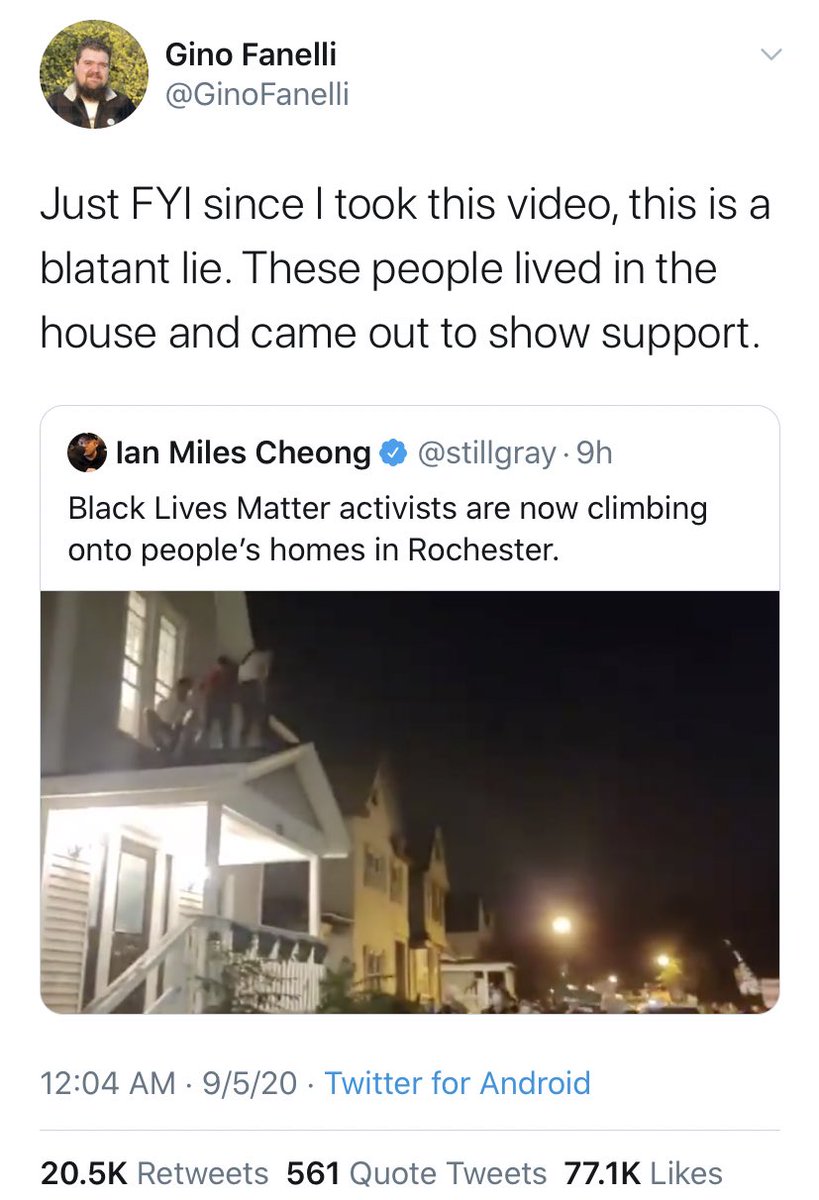 Gino Fanelli
@GinoFanelli
Just FYI since I took this video, this is a
blatant lie. These people lived in the
house and came out to show support.
Ian Miles Cheong @stillgray · 9h
Black Lives Matter activists are now climbing
onto people’s homes in Rochester.
12:04 AM · 9/5/20 · Twitter for Android
20.5K Retweets 561 Quote Tweets 77.1K Likes